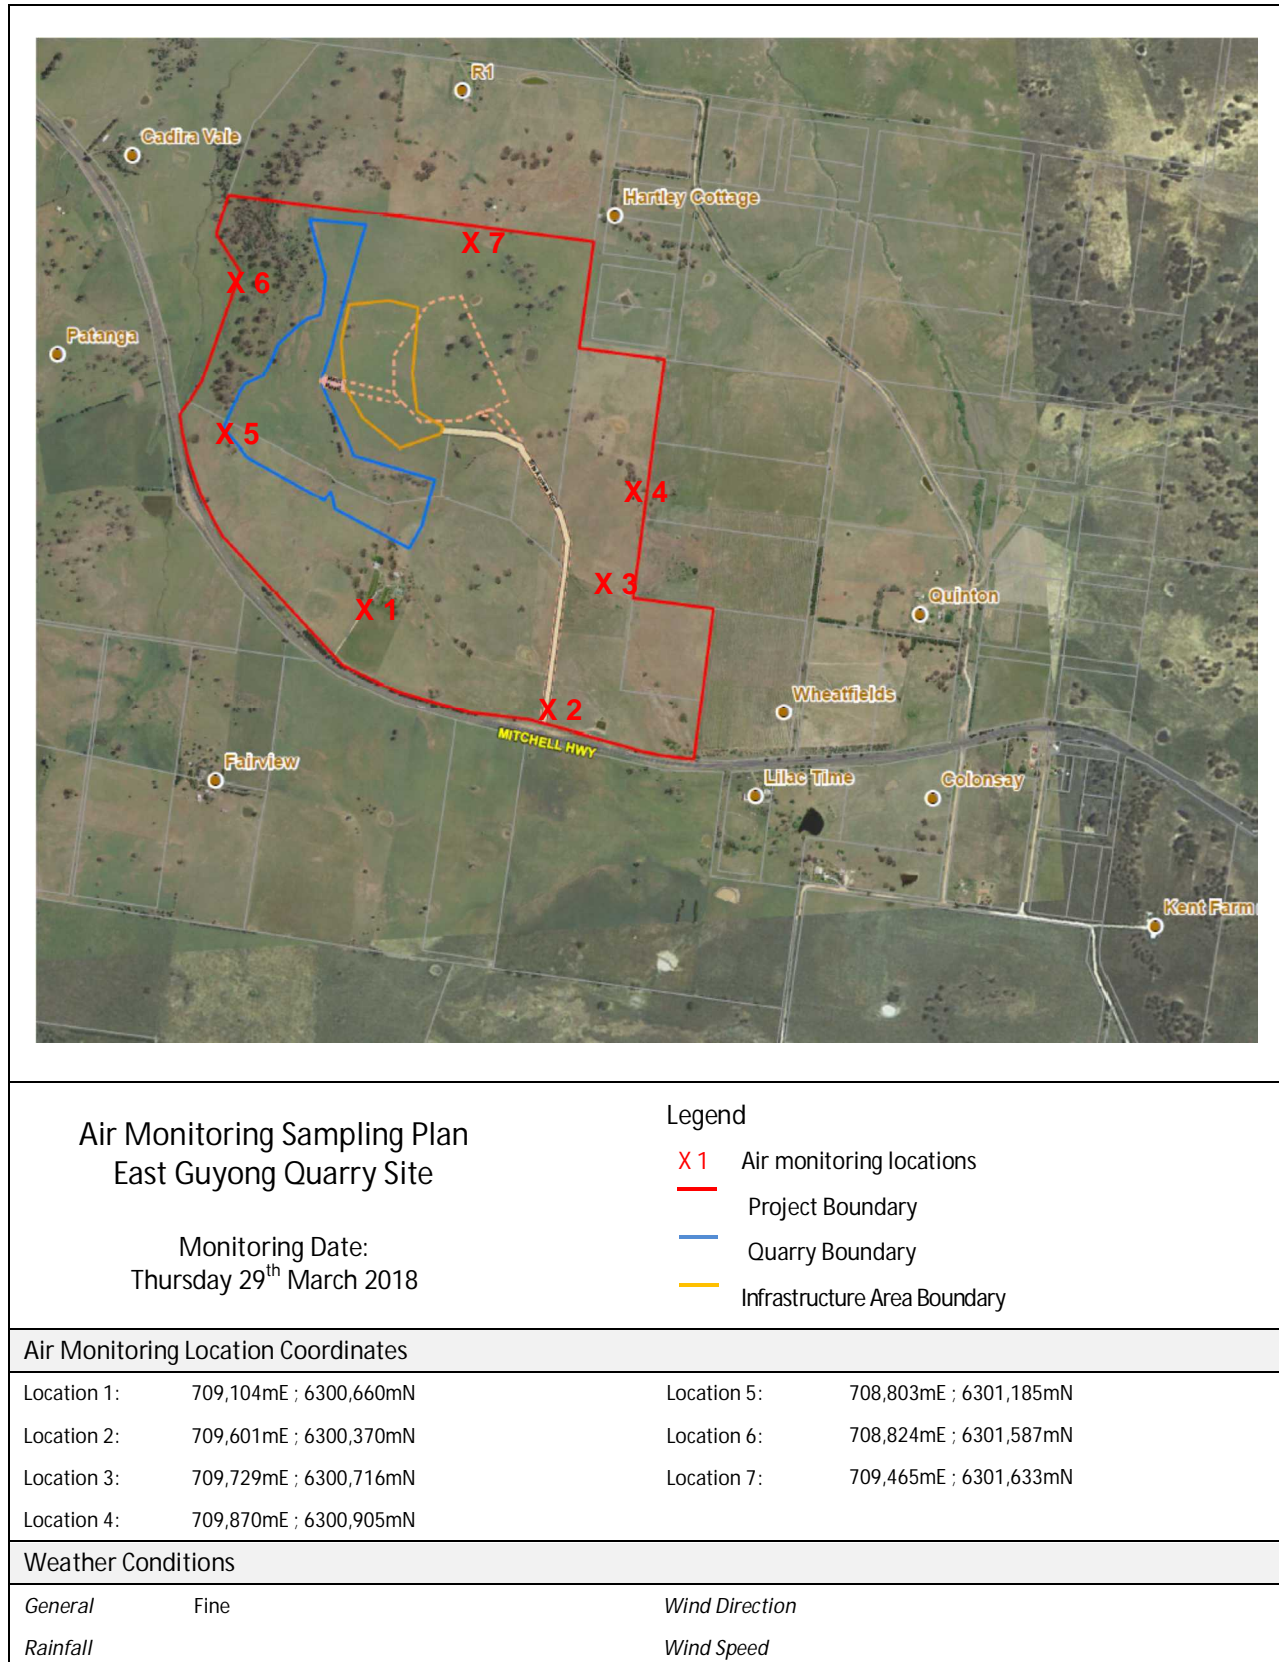 R1
Cadira Vale
Hartley Cottage
X 7
X 6
Patanga
X 5
X 4
X 3
Quinton
X 1
Wheatfields
X 2
MITCHELL HWY
Fairview
Lilac Time
Colonsay
Kent Farm
Air Monitoring Sampling Plan
East Guyong Quarry Site
Monitoring Date:
Thursday 29th March 2018
Legend
X 1 Air monitoring locations
Project Boundary
Quarry Boundary
Infrastructure Area Boundary
Air Monitoring Location Coordinates
Location 1: 709,104mE ; 6300,660mN
Location 5: 708,803mE ; 6301,185mN
Location 2: 709,601mE ; 6300,370mN
Location 6: 708,824mE ; 6301,587mN
Location 3: 709,729mE ; 6300,716mN
Location 7: 709,465mE ; 6301,633mN
Location 4: 709,870mE ; 6300,905mN
Weather Conditions
General Fine
Wind Direction
Rainfall
Wind Speed